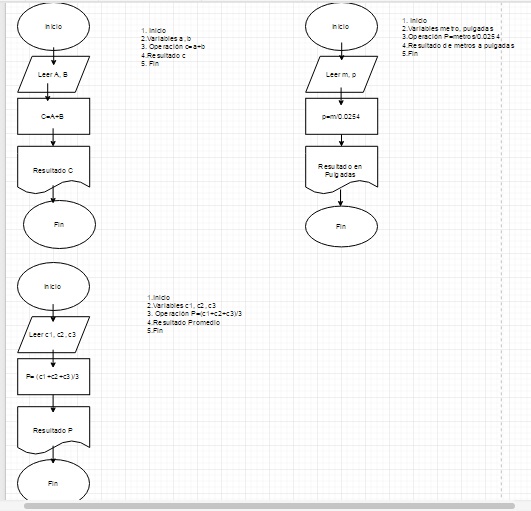 Inicio
Leer A, B
C=A+B
Resultado C
Fin
1. Inicio
2.Variables a, b
3. Operación c=a+b
4.Resultado c
5. Fin
Inicio
Leer m, p
p=m/0.0254
Resultado en
Pulgadas
Fin
1. Inicio
2.Variables metro, pulgadas
3.Operación P=metros/0.0254
4.Resultado de metros a pulgadas
5.Fin
Inicio
Leer c1, c2, c3
P= (c1+c2+c3)/3
Resultado P
Fin
1.Inicio
2.Variables c1, c2, c3
3. Operación P=(c1+c2+c3)/3
4.Resultado Promedio
5.Fin